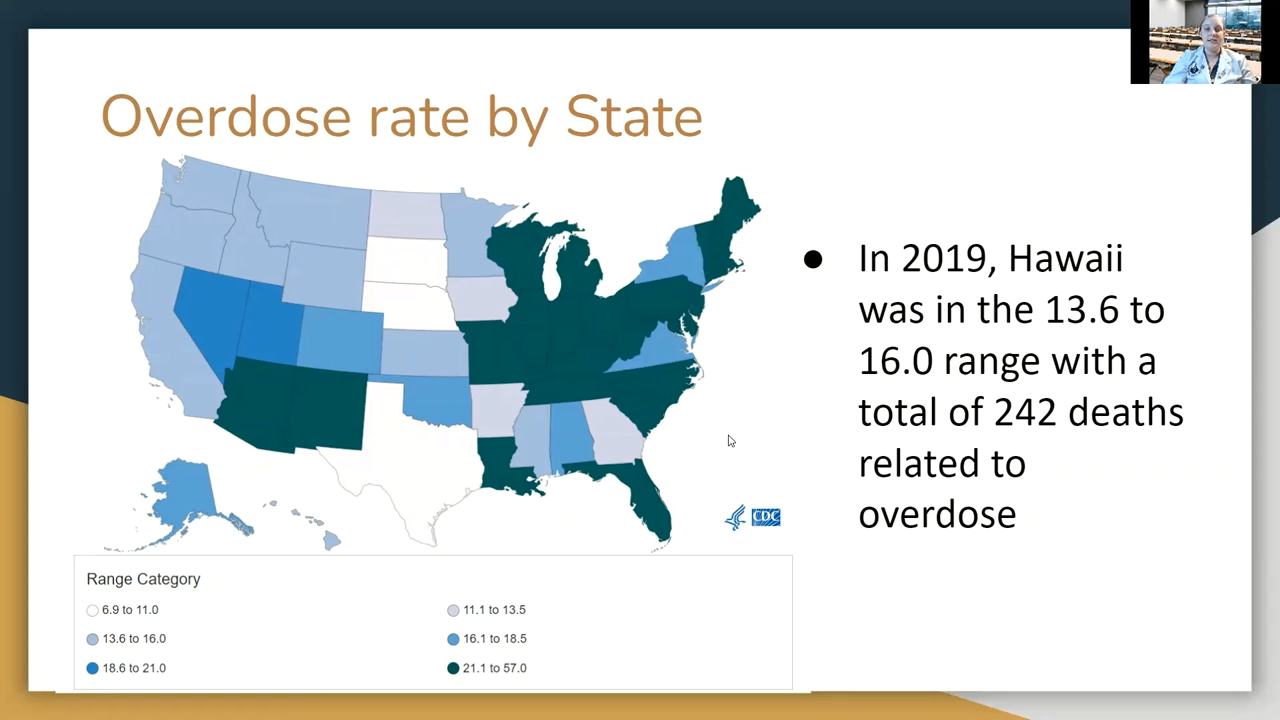 Overdose rate by State
In 2019, Hawaii
was in the 13.6 to
16.0 range with a
total of 242 deaths
related to
overdose
CDC
Range Category
6.9 to 11.0
11.1 to 13.5
13.6 to 16.0
16.1 to 18.5
18.6 to 21.0
21.1 to 57.0